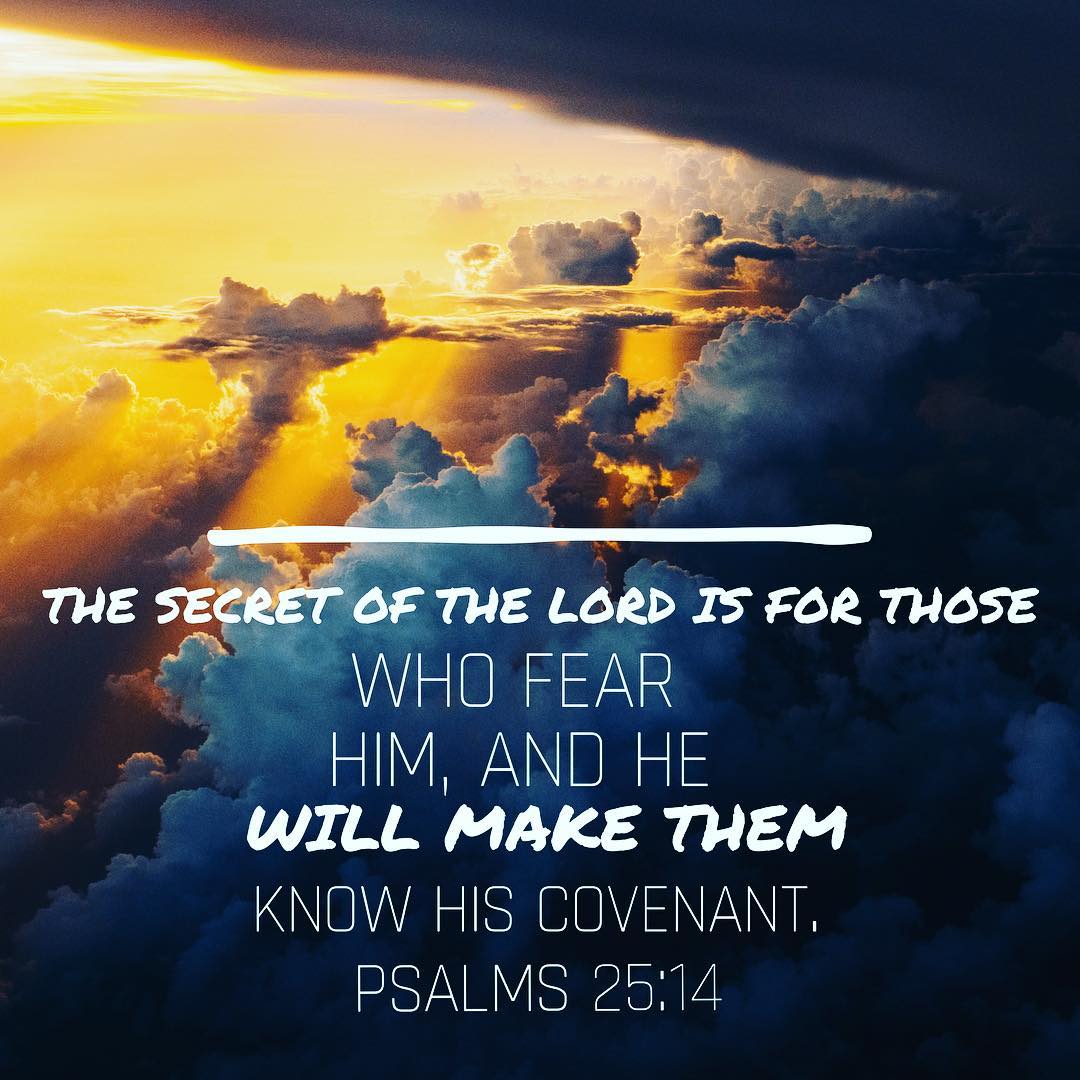 THE SECRET OF THE LORD IS FOR THOSE
WHO FEAR
HIM, AND HE
WILL MAKE THEM
KNOW HIS COVENANT.
PSALMS 25:14